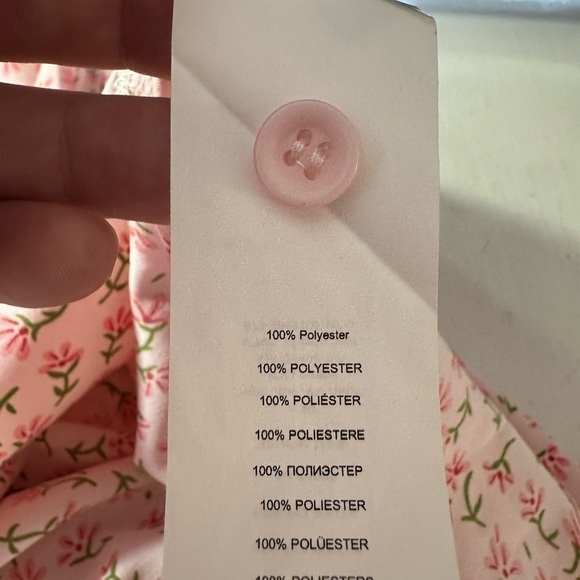 100% Polyester
100% POLYESTER
100% POLIÉSTER
100% POLIESTERE
100% ПОЛИЭСТЕР
100% POLIESTER
100% POLÜESTER